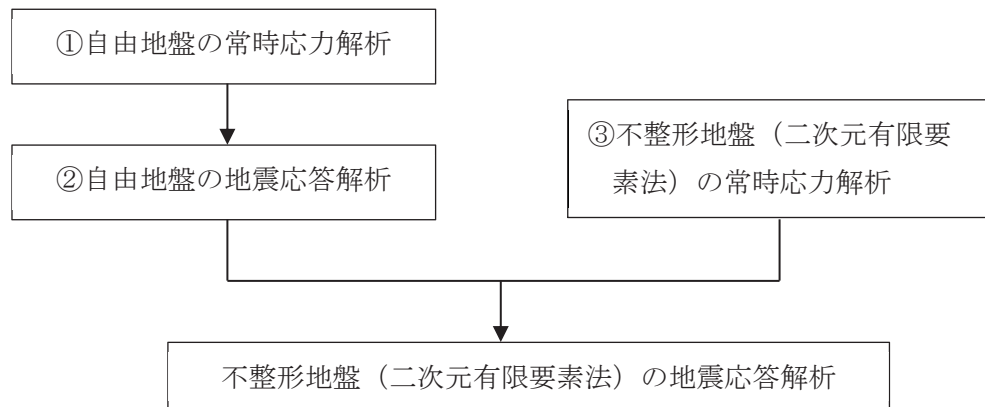 ①自由地盤の常時応力解析
②自由地盤の地震応答解析
③不整形地盤（二次元有限要
素法）の常時応力解析
不整形地盤（二次元有限要素法）の地震応答解析